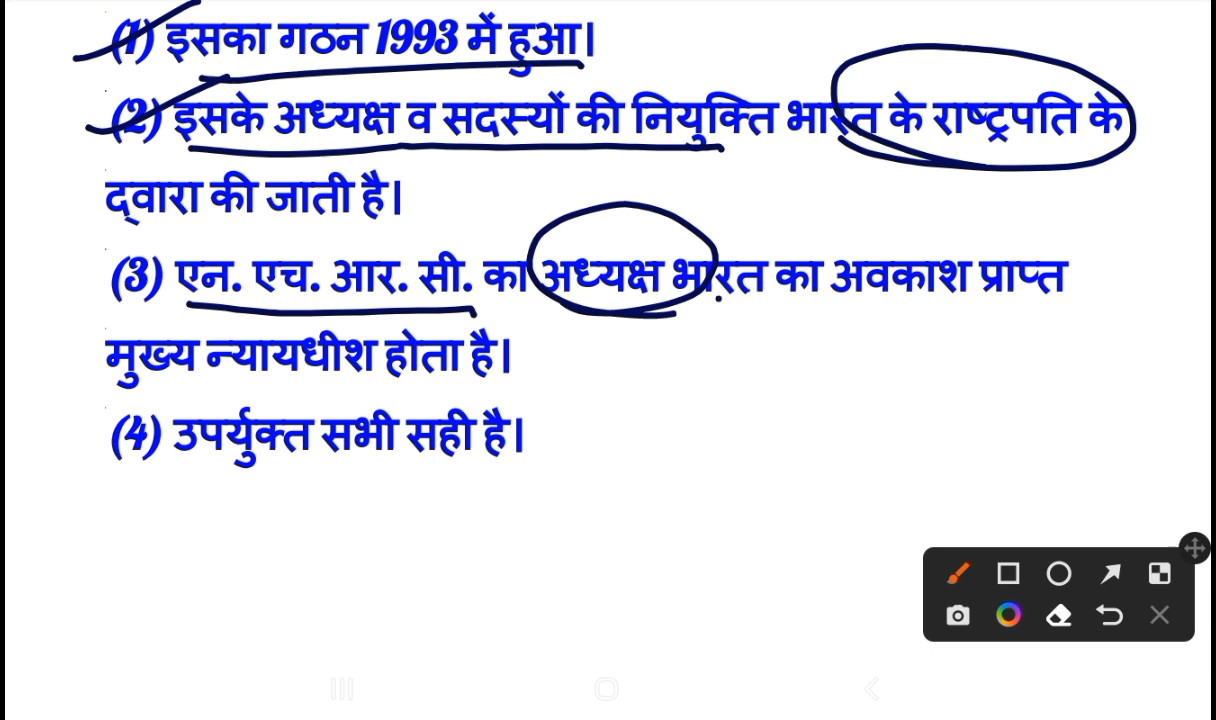 (1) इसका गठन 1993 में हुआ।
(2) इसके अध्यक्ष व सदस्यों की नियुक्ति भारत के राष्ट्रपति के
द्वारा की जाती है।
(3) एन. एच. आर. सी. का अध्यक्ष भारत का अवकाश प्राप्त
मुख्य न्यायधीश होता है।
(4) उपर्युक्त सभी सही है।